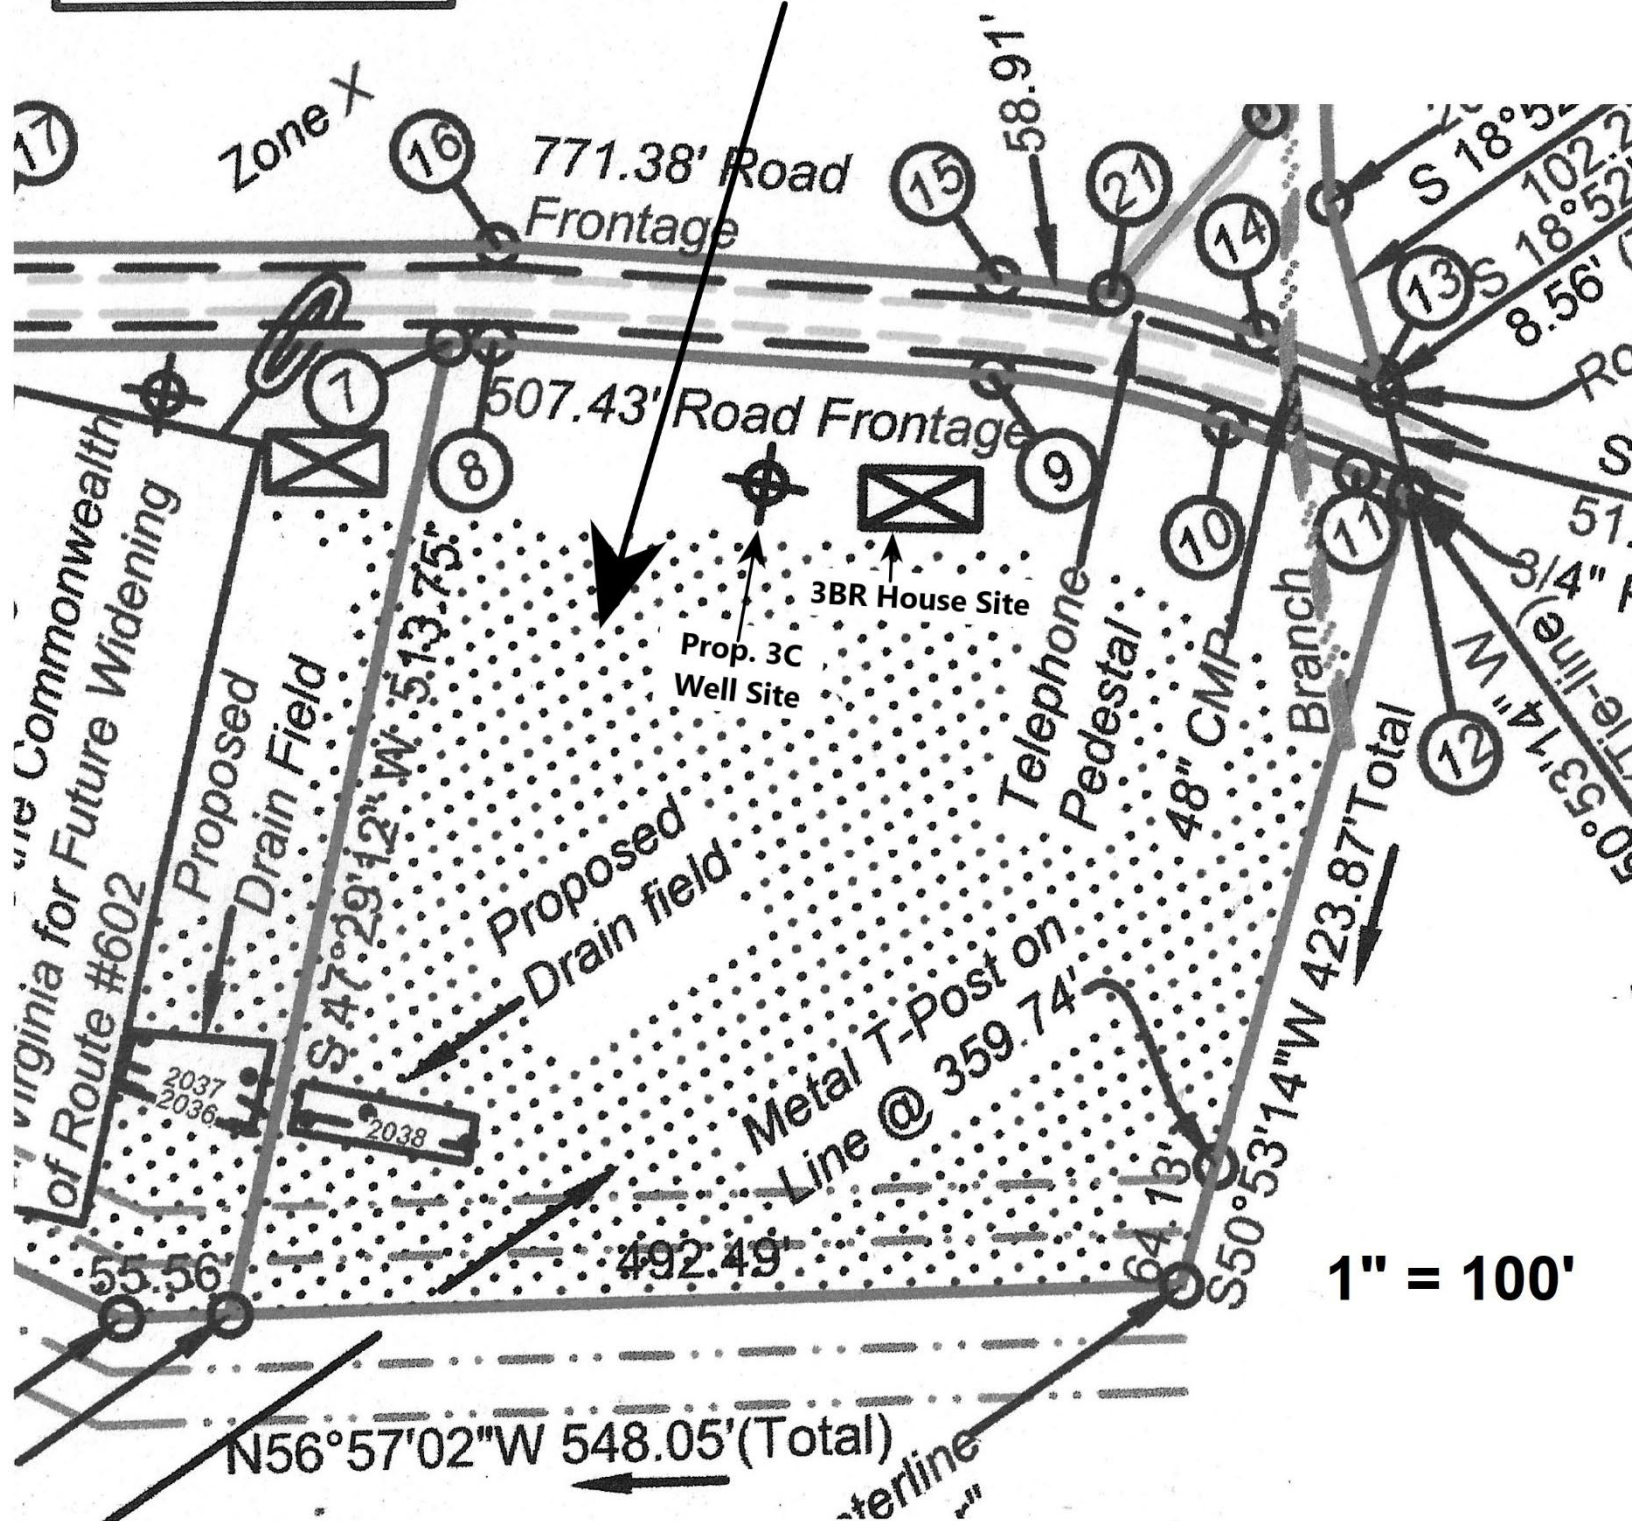 58.91'
17
Zone X
16
771.38' Road
Frontage
15
21
14
S 18°52
102.2
S 18°52'
13
8.56'
7
507.43' Road Frontage
8
9
10
11
12
51.
3/4"
3BR House Site
Prop. 3C
Well Site
the Commonwealth
Virginia for Future Widening
of Route #602
Proposed
Drain Field
S 47°29'12" W 513.75'
Proposed
Drain field
Telephone
Pedestal
48" CMP
Branch
50°53'14" W
(Tie-line)
S50°53'14"W 423.87'Total
Metal T-Post on
Line @ 359.74'
2037
2036
2038
64.13'
55.56'
492.49'
1" = 100'
N56°57'02"W 548.05'(Total)